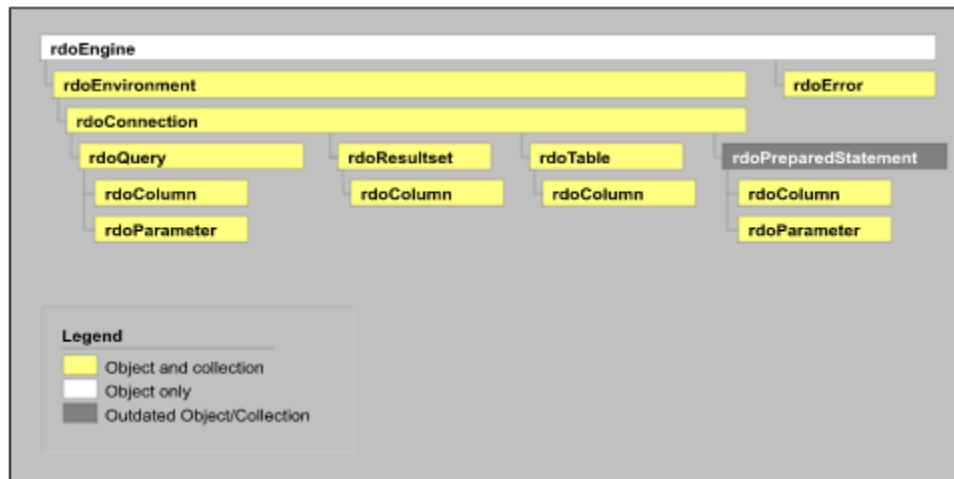 rdoEngine
rdoEnvironment rdoError
rdoConnection
rdoQuery rdoResultset rdoTable rdoPreparedStatement
rdoColumn rdoColumn rdoColumn rdoColumn
rdoParameter rdoParameter
Legend
Object and collection
Object only
Outdated Object/Collection